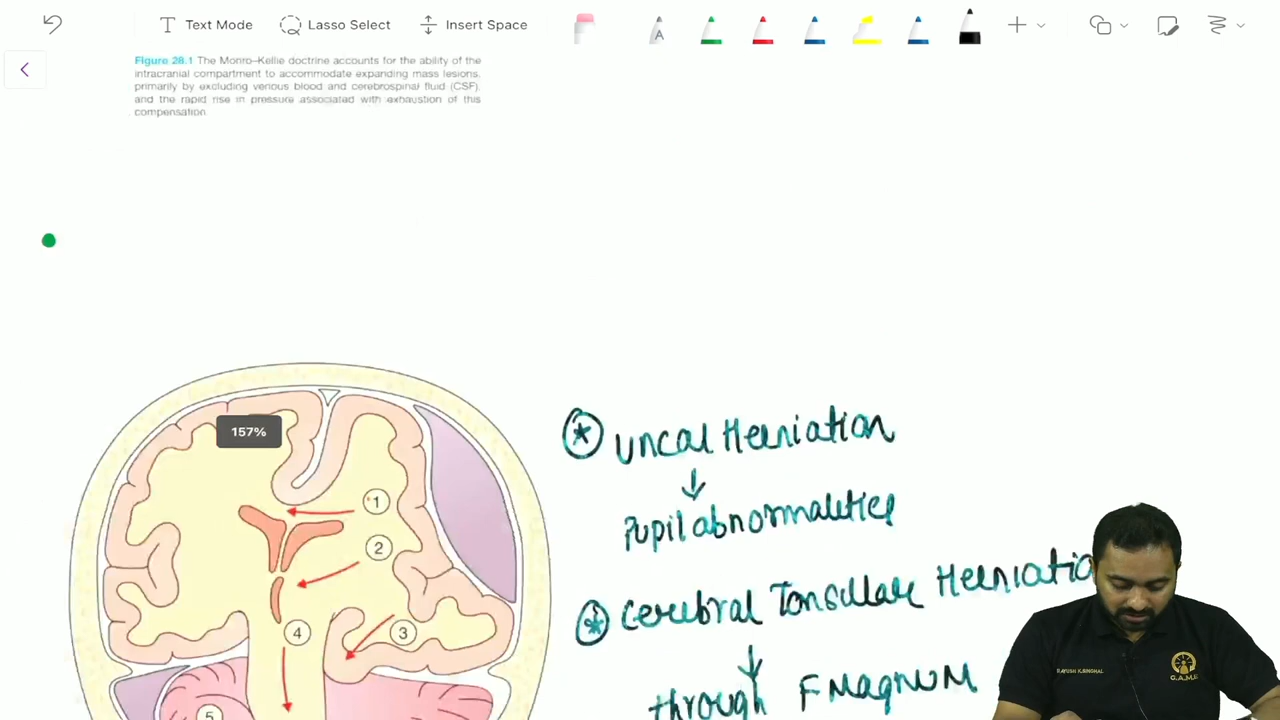 Text Mode Lasso Select Insert Space
A
Figure 28.1 The Monro–Kellie doctrine accounts for the ability of the
intracranial compartment to accommodate expanding mass lesions,
primarily by excluding venous blood and cerebrospinal fluid (CSF),
and the rapid rise in pressure associated with exhaustion of this
compensation
157%
1
2
3
4
5
uncal Herniation
Pupil abnormalities
Cerebral Tonsillar Herniatio
through F Magnum
RAYUSH K.SINGHAL
G.A.M.S